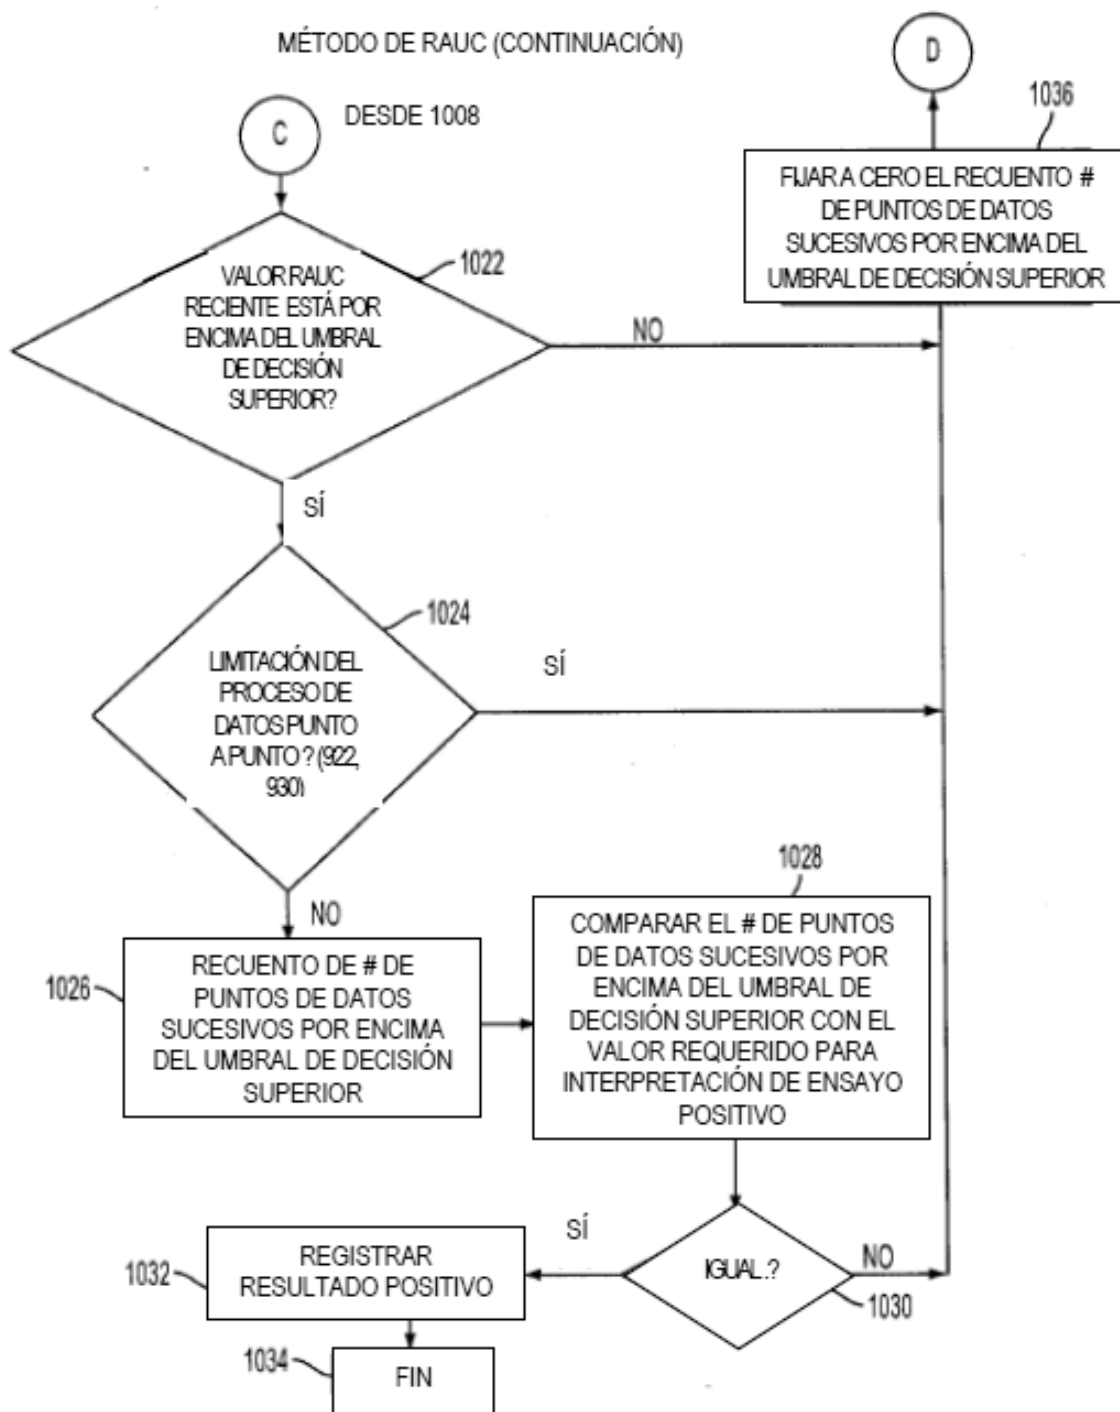 MÉTODO DE RAUC (CONTINUACIÓN)
D
C
DESDE 1008
1036
FIJAR A CERO EL RECUENTO #
DE PUNTOS DE DATOS
SUCESIVOS POR ENCIMA DEL
UMBRAL DE DECISIÓN SUPERIOR
1022
VALOR RAUC
RECIENTE ESTÁ POR
ENCIMA DEL UMBRAL
DE DECISIÓN
SUPERIOR?
NO
SÍ
1024
LIMITACIÓN DEL
PROCESO DE
DATOS PUNTO
A PUNTO? (922,
930)
SÍ
NO
1026
RECUENTO DE # DE
PUNTOS DE DATOS
SUCESIVOS POR ENCIMA
DEL UMBRAL DE DECISIÓN
SUPERIOR
1028
COMPARAR EL # DE PUNTOS
DE DATOS SUCESIVOS POR
ENCIMA DEL UMBRAL DE
DECISIÓN SUPERIOR CON EL
VALOR REQUERIDO PARA
INTERPRETACIÓN DE ENSAYO
POSITIVO
IGUAL.?
1030
NO
SÍ
1032
REGISTRAR
RESULTADO POSITIVO
1034
FIN